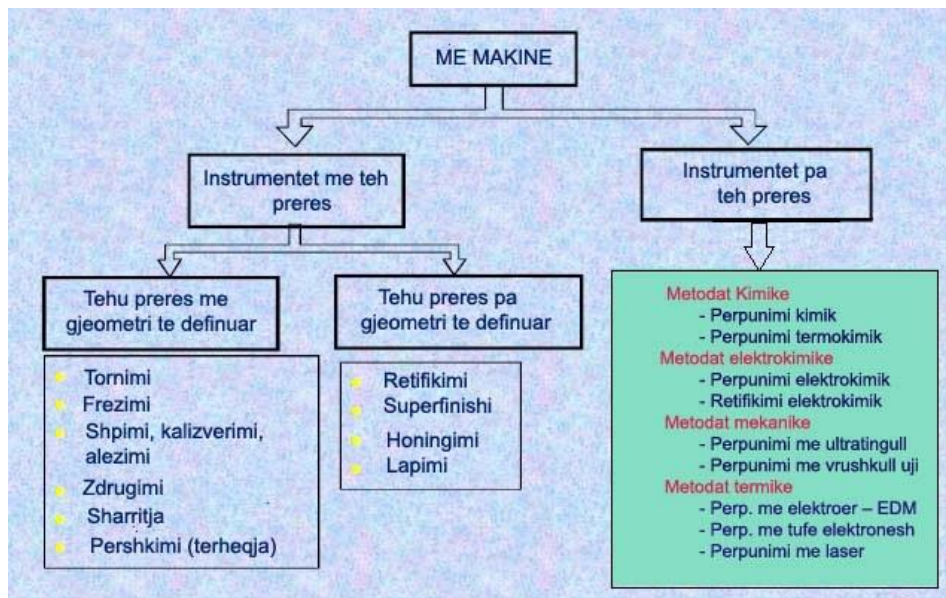 ME MAKINE
Instrumentet me teh
preres
Instrumentet pa
teh preres
Tehu preres me
gjeometri te definuar
Tehu preres pa
gjeometri te definuar
Tornimi
Frezimi
Shpimi, kalizverimi,
alezimi
Zdrugimi
Sharritja
Pershkimi (terheqja)
Retifikimi
Superfinishi
Honingimi
Lapimi
Metodat Kimike
- Perpunimi kimik
- Perpunimi termokimik
Metodat elektrokimike
- Perpunimi elektrokimik
- Retifikimi elektrokimik
Metodat mekanike
- Perpunimi me ultratingull
- Perpunimi me vrushkull uji
Metodat termike
- Perp. me elektroer – EDM
- Perp. me tufe elektronesh
- Perpunimi me laser